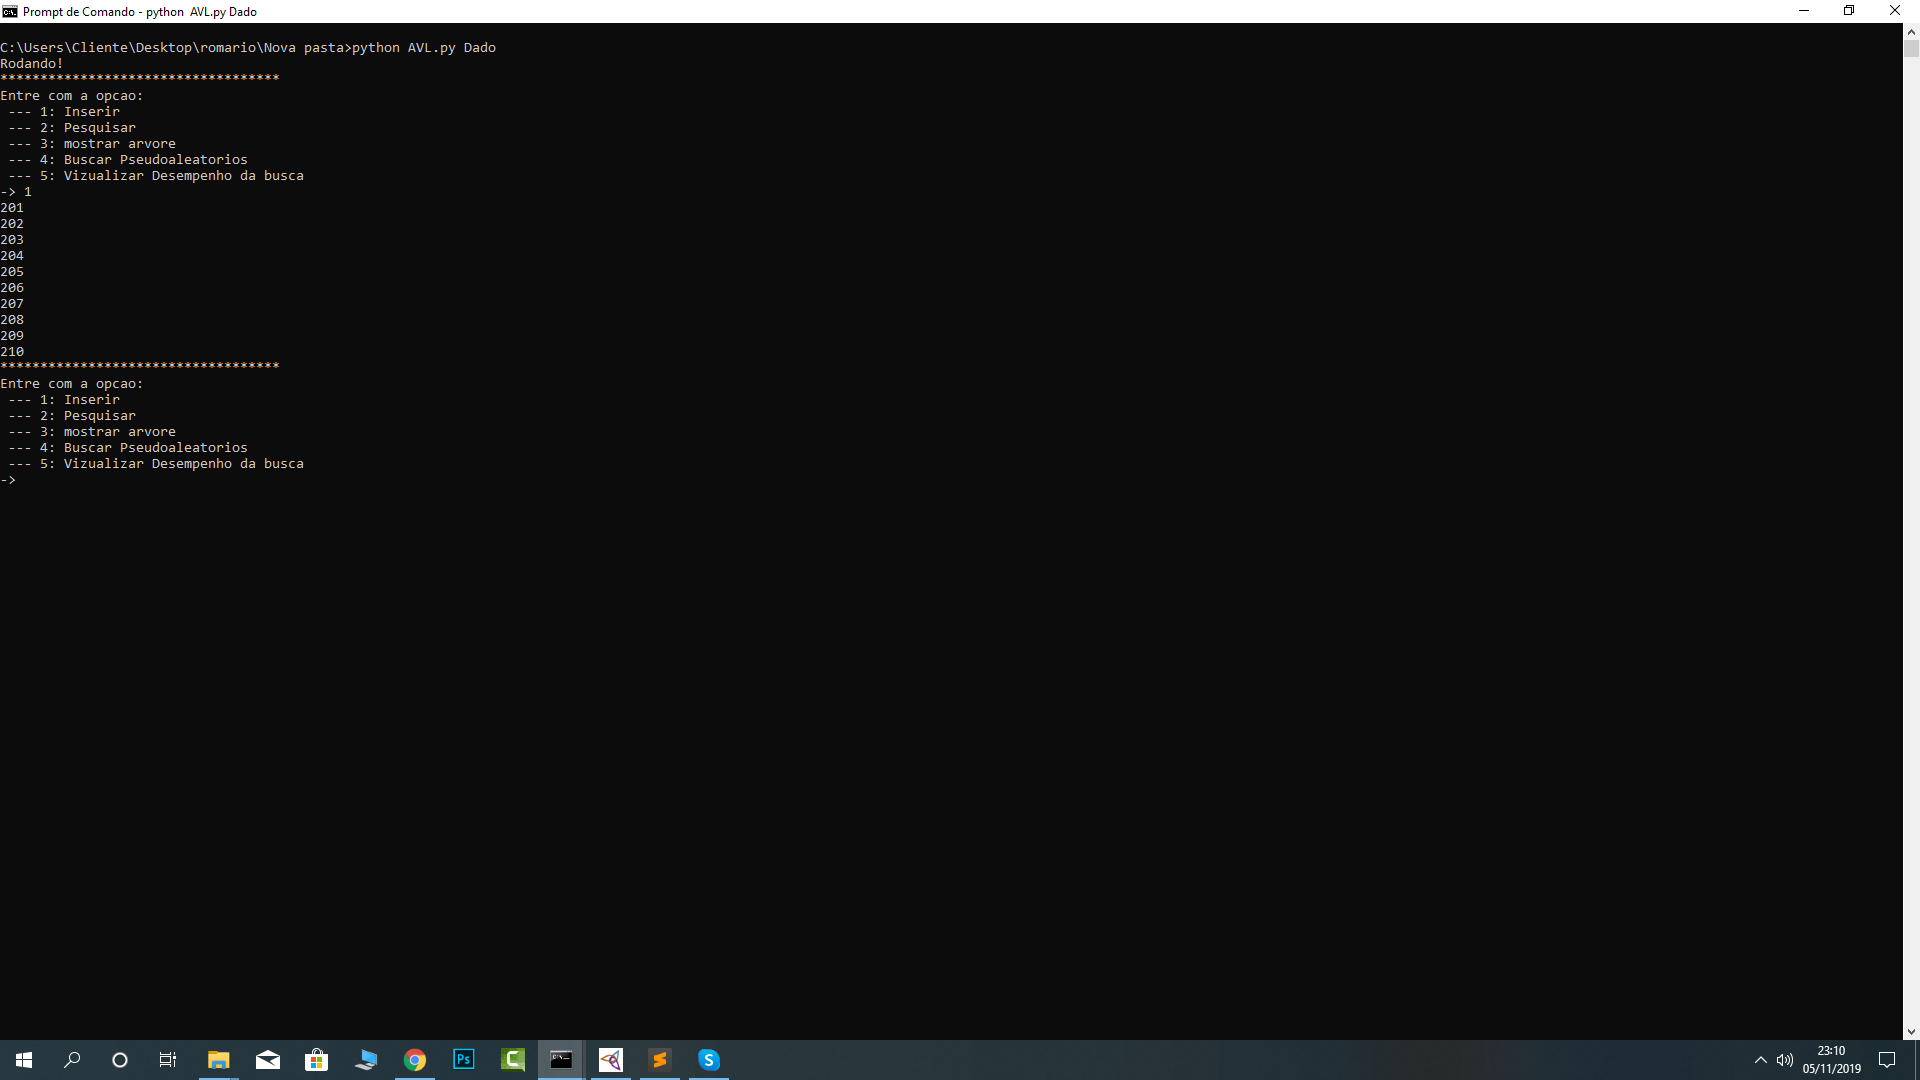 Prompt de Comando - python  AVL.py Dado
C:\Users\Cliente\Desktop\romario\Nova pasta>python AVL.py Dado
Rodando!
***********************************
Entre com a opcao:
 --- 1: Inserir
 --- 2: Pesquisar
 --- 3: mostrar arvore
 --- 4: Buscar Pseudoaleatorios
 --- 5: Vizualizar Desempenho da busca
-> 1
201
202
203
204
205
206
207
208
209
210
***********************************
Entre com a opcao:
 --- 1: Inserir
 --- 2: Pesquisar
 --- 3: mostrar arvore
 --- 4: Buscar Pseudoaleatorios
 --- 5: Vizualizar Desempenho da busca
->
Ps
C
S
23:10
05/11/2019